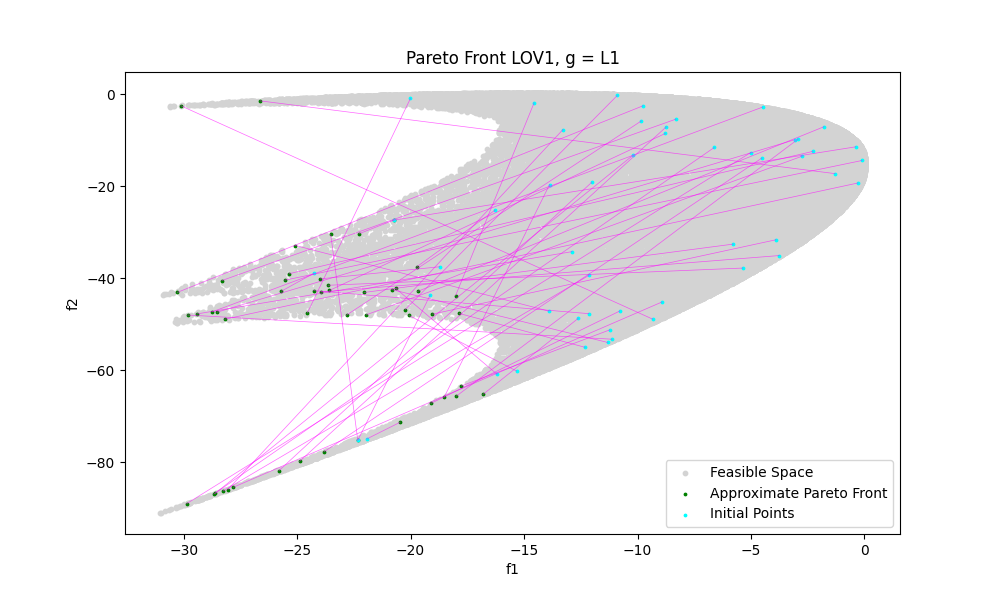 Pareto Front LOV1, g = L1
0
−20
−40
−60
−80
f2
−30
−25
−20
−15
−10
−5
0
f1
Feasible Space
Approximate Pareto Front
Initial Points